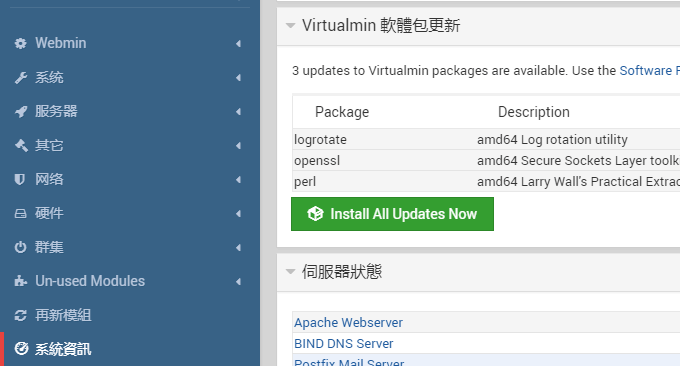 Webmin
系统
服务器
其它
网络
硬件
群集
Un-used Modules
再新模組
系統資訊
Virtualmin 軟體包更新
3 updates to Virtualmin packages are available. Use the Software
Package Description
logrotate amd64 Log rotation utility
openssl amd64 Secure Sockets Layer
perl amd64 Larry Wall's Practical
Install All Updates Now
伺服器狀態
Apache Webserver
BIND DNS Server
Postfix Mail Server